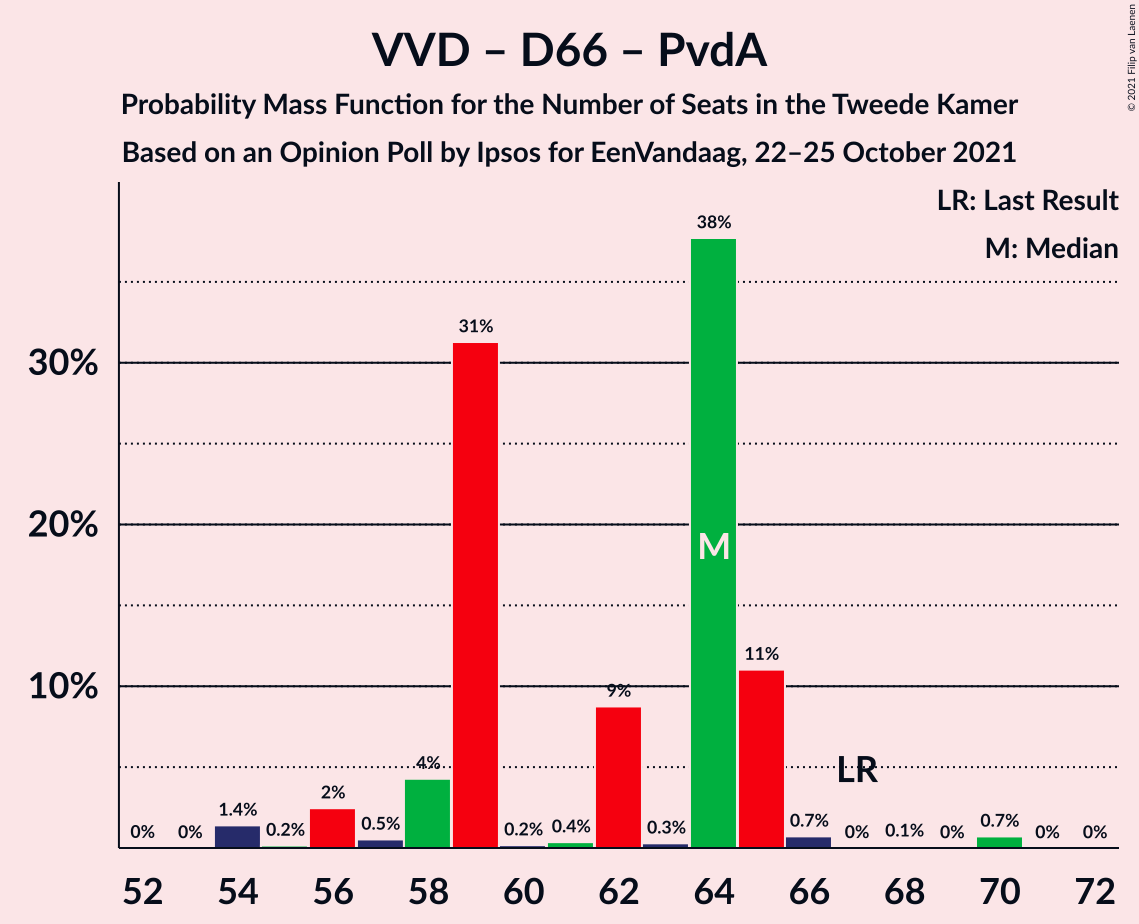 VVD – D66 – PvdA
Probability Mass Function for the Number of Seats in the Tweede Kamer
Based on an Opinion Poll by Ipsos for EenVandaag, 22–25 October 2021
© 2021 Filip van Laenen
LR: Last Result
M: Median
38%
31%
30%
20%
M
11%
10%
9%
4%
LR
2%
1.4%
0% 0% 0.2% 0.5% 0.2% 0.4% 0.3% 0.7% 0% 0.1% 0% 0.7% 0% 0%
52 54 56 58 60 62 64 66 68 70 72